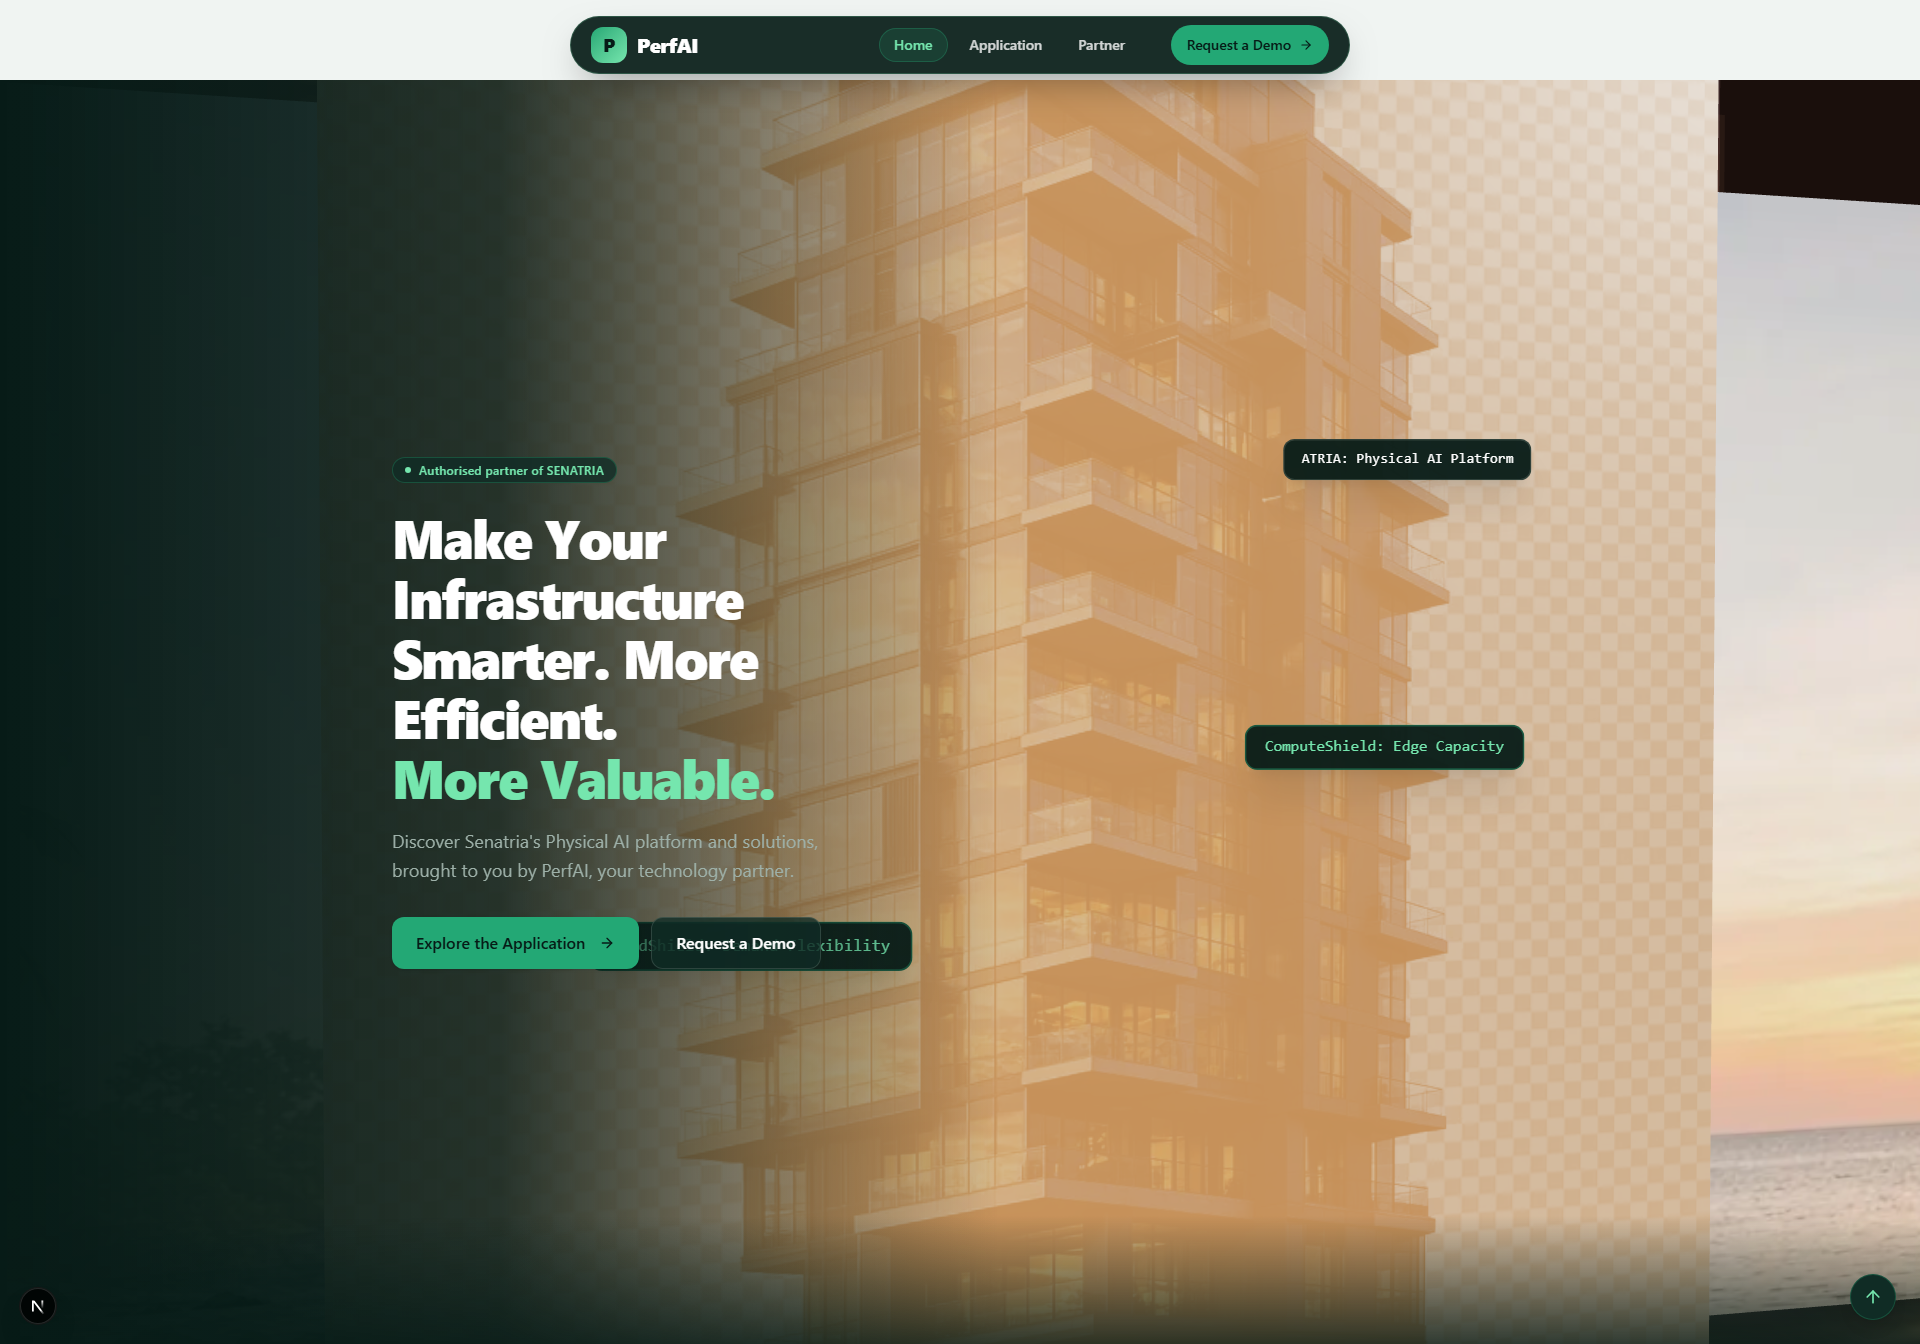 P PerfAI
Home
Application
Partner
Request a Demo
Authorised partner of SENATRIA
ATRIA: Physical AI Platform
Make Your
Infrastructure
Smarter. More
Efficient.
More Valuable.
ComputeShield: Edge Capacity
Discover Senatria's Physical AI platform and solutions,
brought to you by PerfAI, your technology partner.
Explore the Application
Request a Demo
N